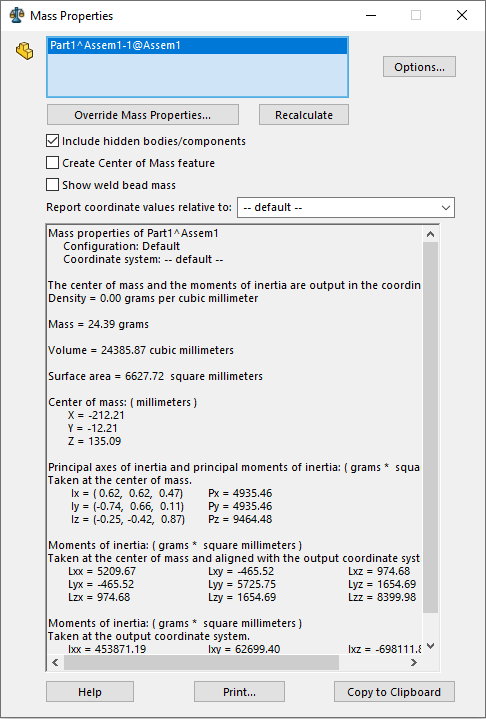 Mass Properties
Part1^Assem1-1@Assem1
Options...
Override Mass Properties...
Recalculate
Include hidden bodies/components
Create Center of Mass feature
Show weld bead mass
Report coordinate values relative to: -- default --
Mass properties of Part1^Assem1
Configuration: Default
Coordinate system: -- default --
The center of mass and the moments of inertia are output in the coordin
Density = 0.00 grams per cubic millimeter
Mass = 24.39 grams
Volume = 24385.87 cubic millimeters
Surface area = 6627.72 square millimeters
Center of mass: ( millimeters )
X = -212.21
Y = -12.21
Z = 135.09
Principal axes of inertia and principal moments of inertia: ( grams * squa
Taken at the center of mass.
Ix = ( 0.62, 0.62, 0.47) Px = 4935.46
Iy = (-0.74, 0.66, 0.11) Py = 4935.46
Iz = (-0.25, -0.42, 0.87) Pz = 9464.48
Moments of inertia: ( grams * square millimeters )
Taken at the center of mass and aligned with the output coordinate syst
Lxx = 5209.67 Lxy = -465.52 Lxz = 974.68
Lyx = -465.52 Lyy = 5725.75 Lyz = 1654.69
Lzx = 974.68 Lzy = 1654.69 Lzz = 8399.98
Moments of inertia: ( grams * square millimeters )
Taken at the output coordinate system.
Ixx = 453871.19 Ixy = 62699.40 Ixz = -698111.8
Help
Print...
Copy to Clipboard